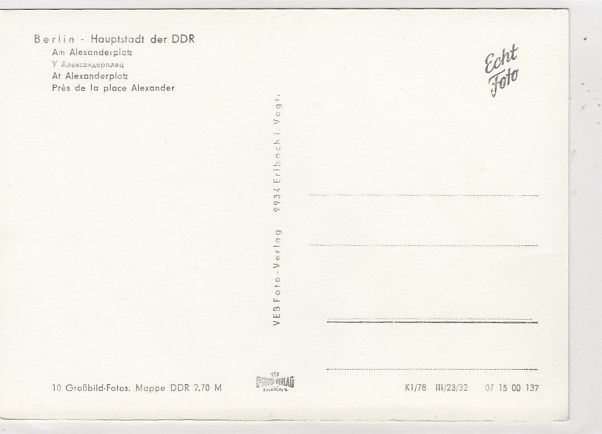 Berlin - Hauptstadt der DDR
Am Alexanderplatz
У Александерплац
At Alexanderplatz
Près de la place Alexander
Echt
Foto
VEB Foto-Verlag 9934 Erlbach i. Vogtl.
10 Großbild-Fotos. Mappe DDR 2,70 M
VERLAG
K1/78 III/23/32 07 15 00 137